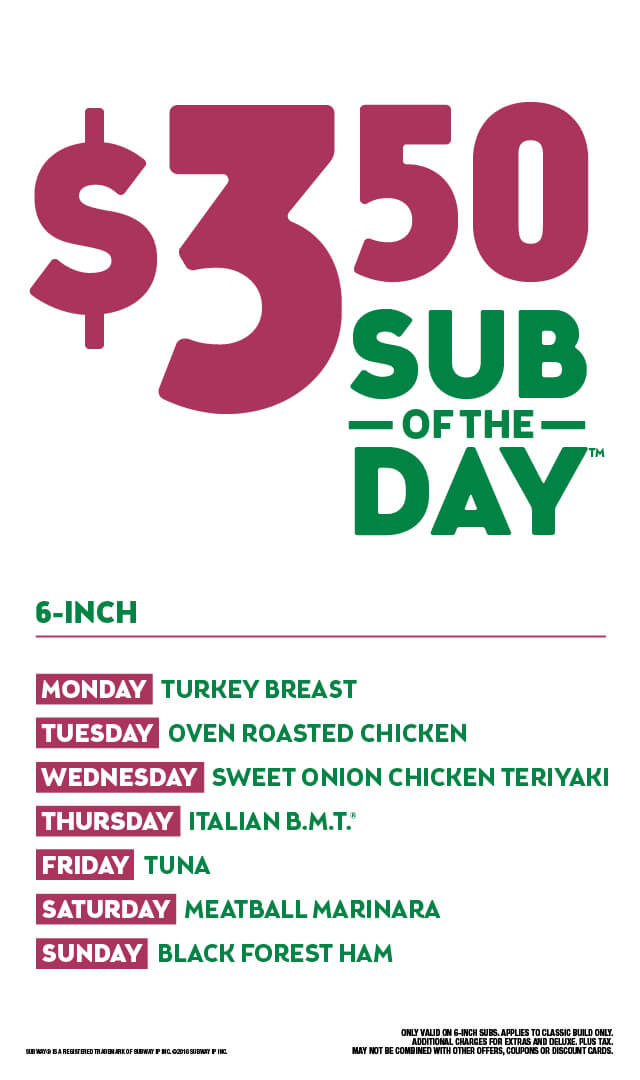 $3.50
SUB
OF THE
DAY™
6-INCH
MONDAY TURKEY BREAST
TUESDAY OVEN ROASTED CHICKEN
WEDNESDAY SWEET ONION CHICKEN TERIYAKI
THURSDAY ITALIAN B.M.T.®
FRIDAY TUNA
SATURDAY MEATBALL MARINARA
SUNDAY BLACK FOREST HAM
ONLY VALID ON 6-INCH SUBS. APPLIES TO CLASSIC BUILD ONLY.
ADDITIONAL CHARGES FOR EXTRAS AND DELUXE. PLUS TAX.
MAY NOT BE COMBINED WITH OTHER OFFERS, COUPONS OR DISCOUNT CARDS.
SUBWAY® IS A REGISTERED TRADEMARK OF SUBWAY IP INC. ©2016 SUBWAY IP INC.